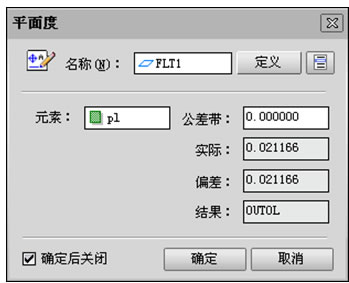 平面度
名称(N): FLT1 定义
元素: pl 公差带: 0.000000
实际: 0.021166
偏差: 0.021166
结果: OUTOL
确定后关闭 确定 取消